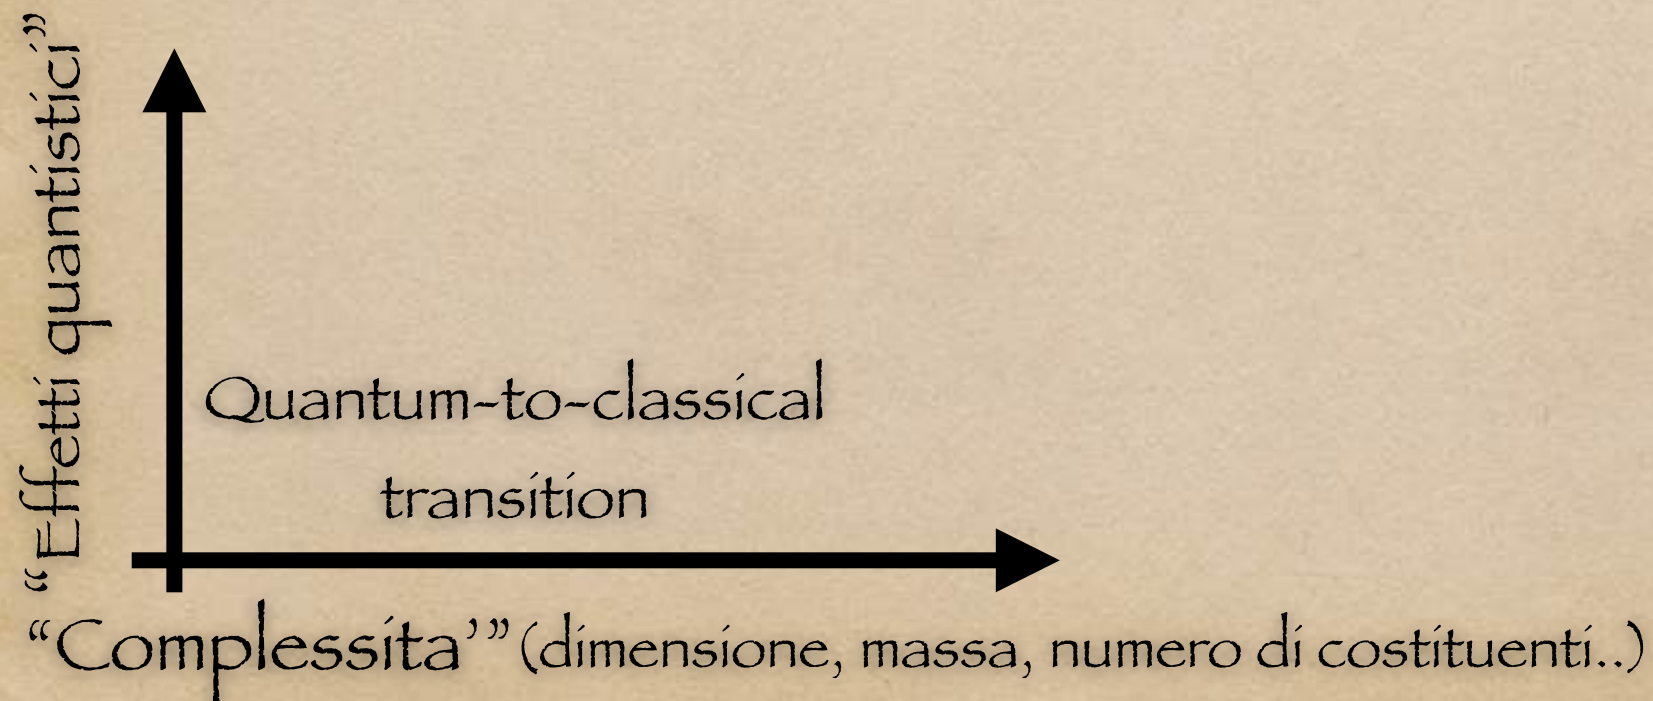 “Effetti quantistici”
Quantum-to-classical
transition
“Complessita’” (dimensione, massa, numero di costituenti..)